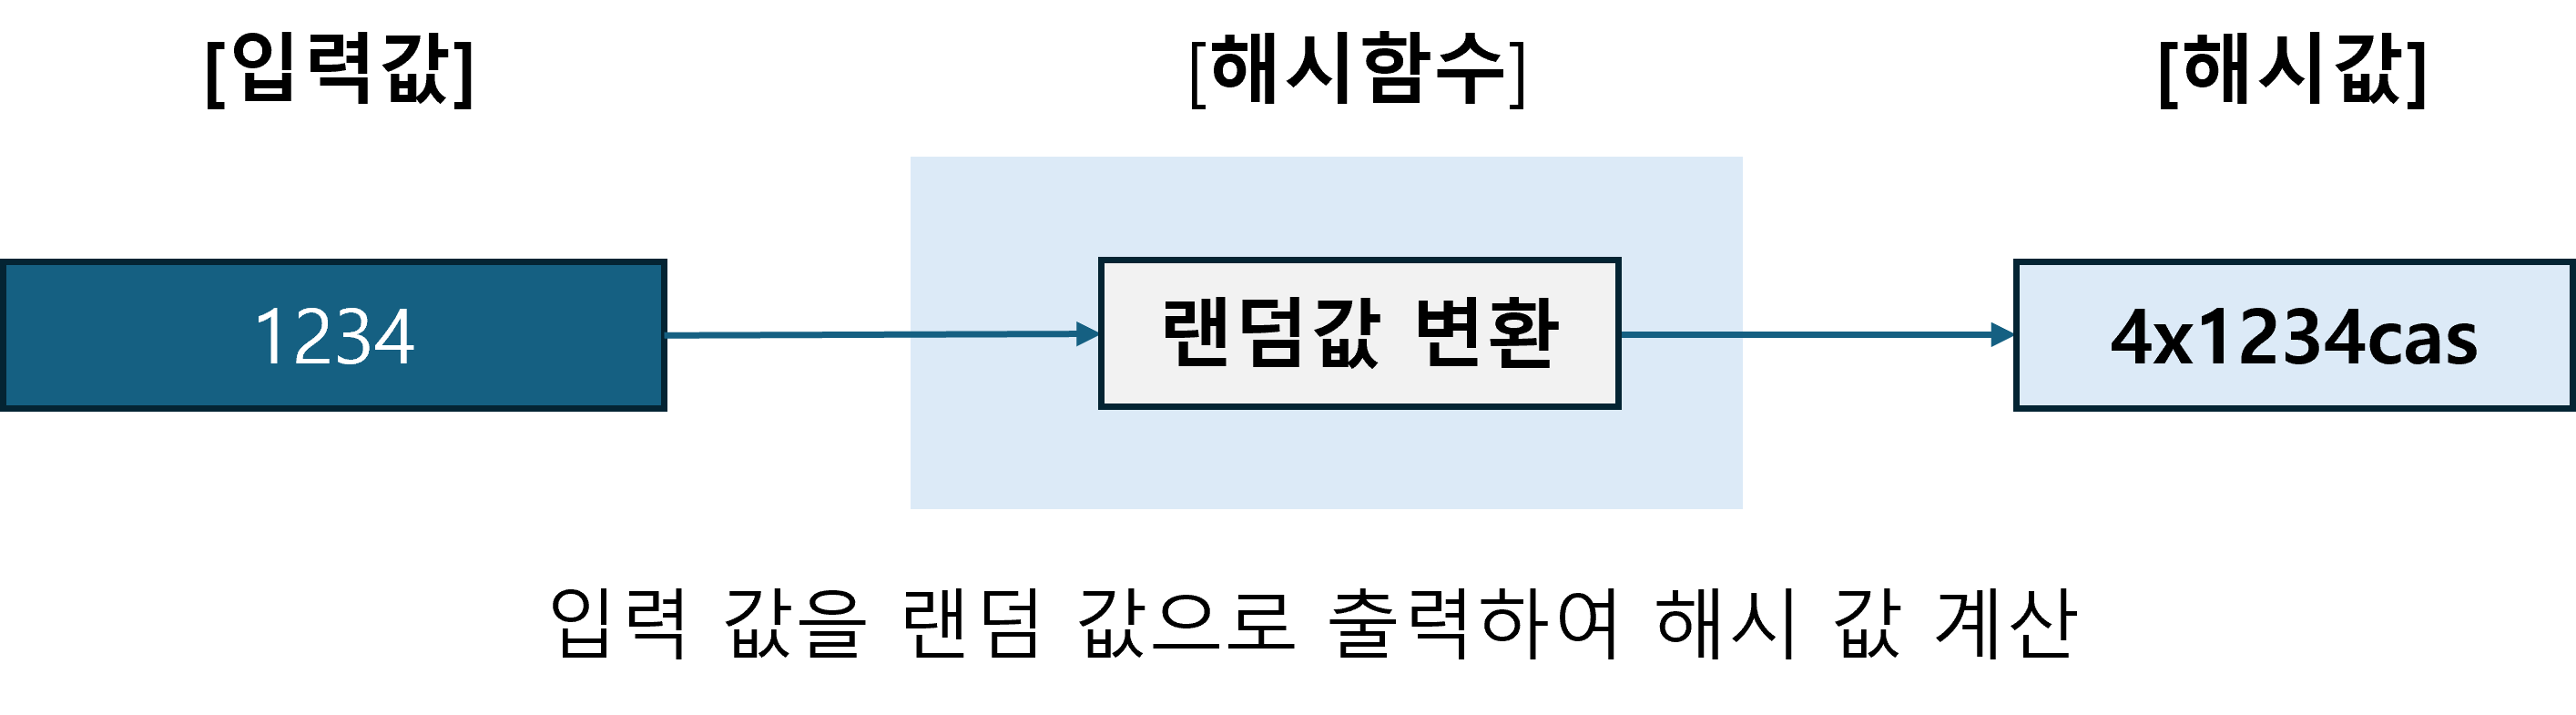 [입력값]
[해시함수]
[해시값]
1234
랜덤값 변환
4x1234cas
입력 값을 랜덤 값으로 출력하여 해시 값 계산